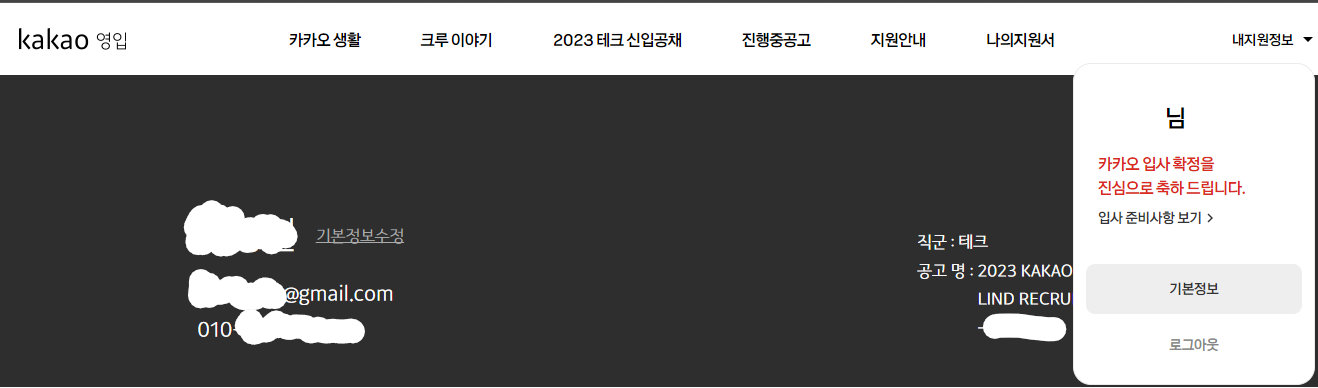 kakao 영입 카카오 생활 크루 이야기 2023 테크 신입공채 진행중공고 지원안내 나의지원서 내지원정보
님
카카오 입사 확정을
진심으로 축하 드립니다.
입사 준비사항 보기 >
기본정보
로그아웃
기본정보수정
@gmail.com
010-
직군 : 테크
공고 명 : 2023 KAKAO
LIND RECRU